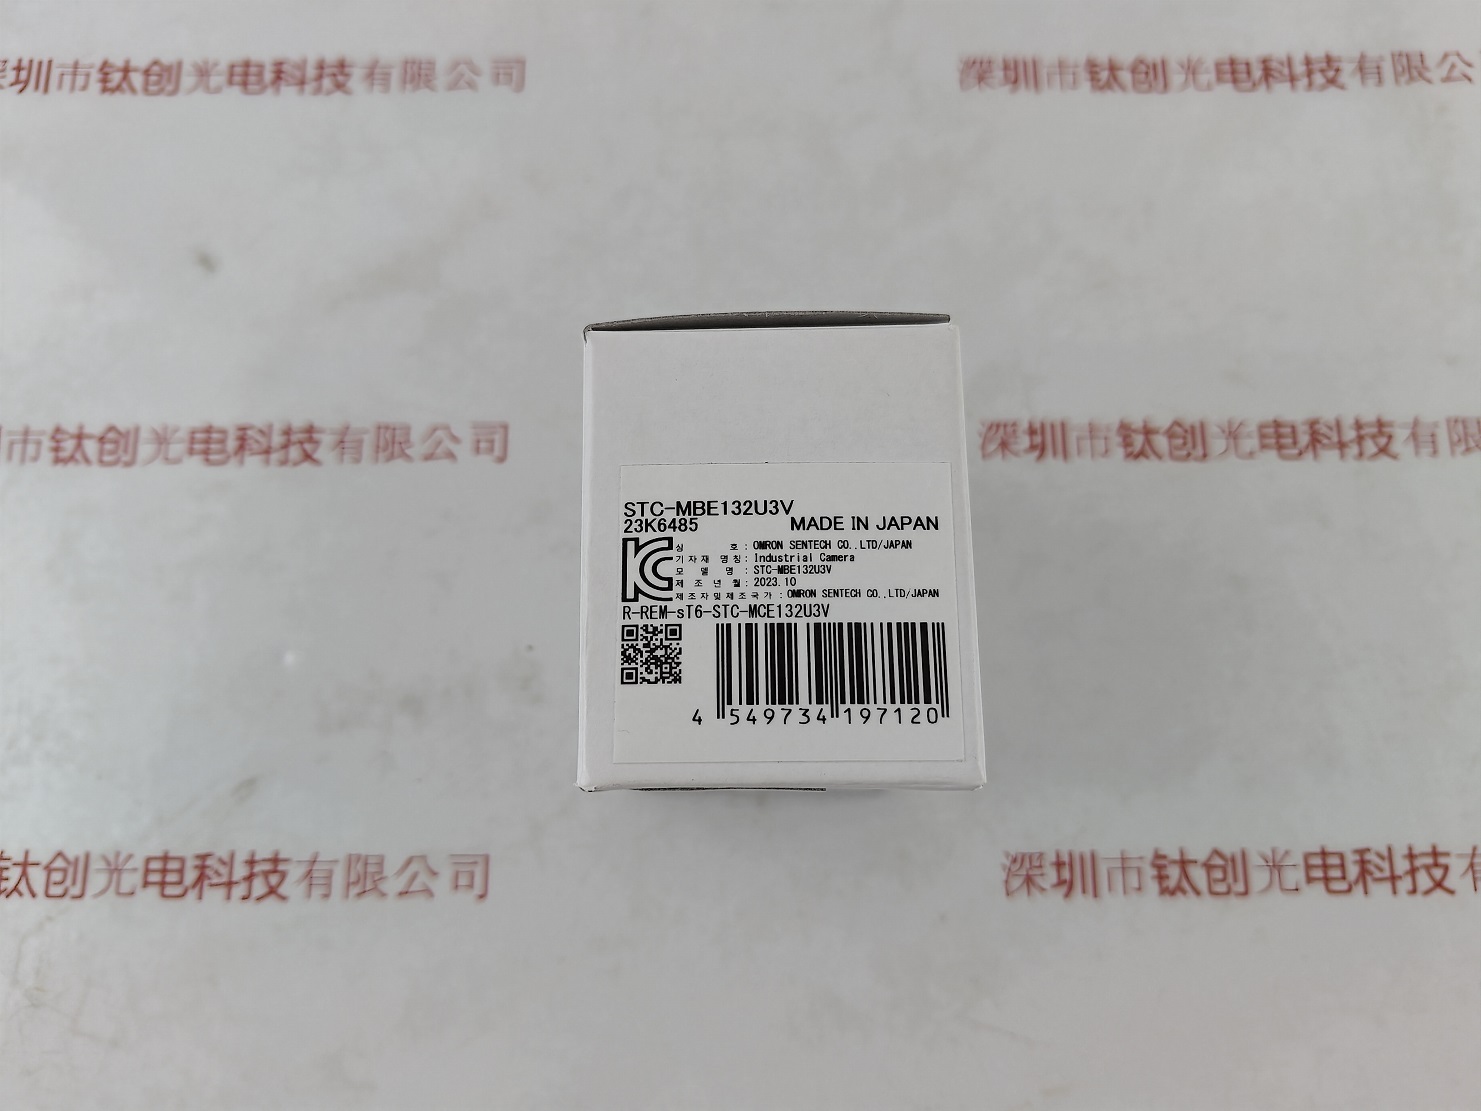 深圳市钛创光电科技有限公司
深圳市钛创光电科技有限公
市钛创光电科技有限公司
深圳市钛创光电科技有限
STC-MBE132U3V
23K6485 MADE IN JAPAN
상 호 : OMRON SENTECH CO.,LTD/JAPAN
기자재 명칭 : Industrial Camera
모 델 명 : STC-MBE132U3V
제 조 년 월 : 2023.10
제조자및제조국가 : OMRON SENTECH CO.,LTD/JAPAN
R-REM-sT6-STC-MCE132U3V
4 549734 197120
钛创光电科技有限公司
深圳市钛创光电科技有